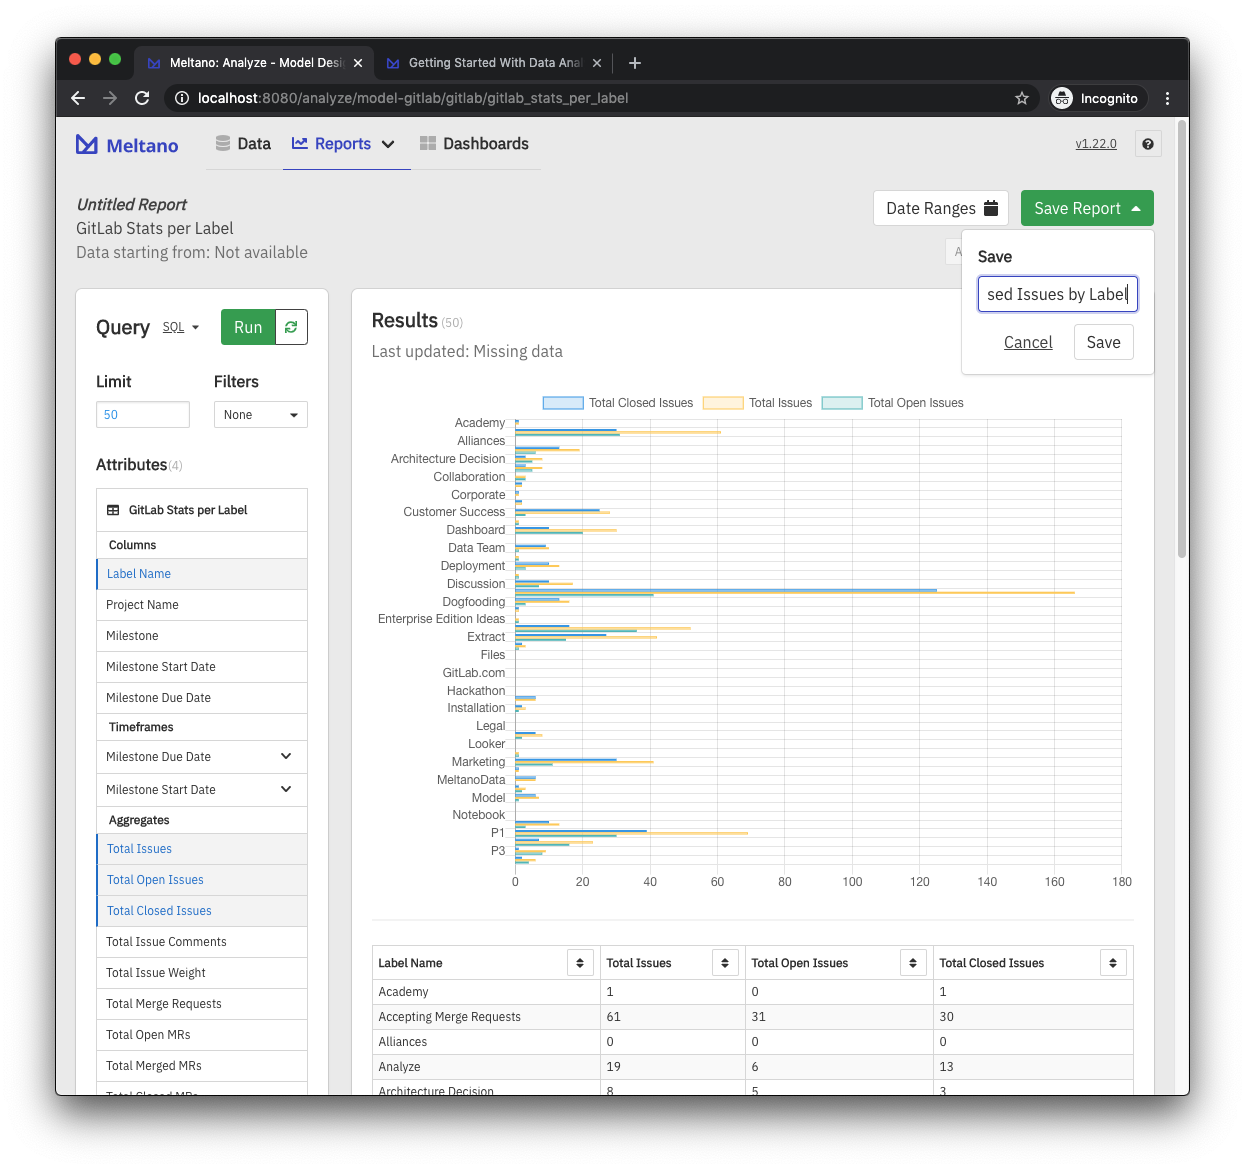 Meltano: Analyze - Model Desi
Getting Started With Data Anal
localhost:8080/analyze/model-gitlab/gitlab/gitlab_stats_per_label
Incognito
Meltano
Data
Reports
Dashboards
v1.22.0
Untitled Report
GitLab Stats per Label
Data starting from: Not available
Date Ranges
Save Report
A
Save
sed Issues by Label
Cancel
Save
Query
SQL
Run
Limit
Filters
50
None
Attributes(4)
GitLab Stats per Label
Columns
Label Name
Project Name
Milestone
Milestone Start Date
Milestone Due Date
Timeframes
Milestone Due Date
Milestone Start Date
Aggregates
Total Issues
Total Open Issues
Total Closed Issues
Total Issue Comments
Total Issue Weight
Total Merge Requests
Total Open MRs
Total Merged MRs
Total Closed MRs
Results (50)
Last updated: Missing data
Total Closed Issues Total Issues Total Open Issues
Academy
Alliances
Architecture Decision
Collaboration
Corporate
Customer Success
Dashboard
Data Team
Deployment
Discussion
Dogfooding
Enterprise Edition Ideas
Extract
Files
GitLab.com
Hackathon
Installation
Legal
Looker
Marketing
MeltanoData
Model
Notebook
P1
P3
0 20 40 60 80 100 120 140 160 180
Label Name Total Issues Total Open Issues Total Closed Issues
Academy 1 0 1
Accepting Merge Requests 61 31 30
Alliances 0 0 0
Analyze 19 6 13
Architecture Decision 8 5 3